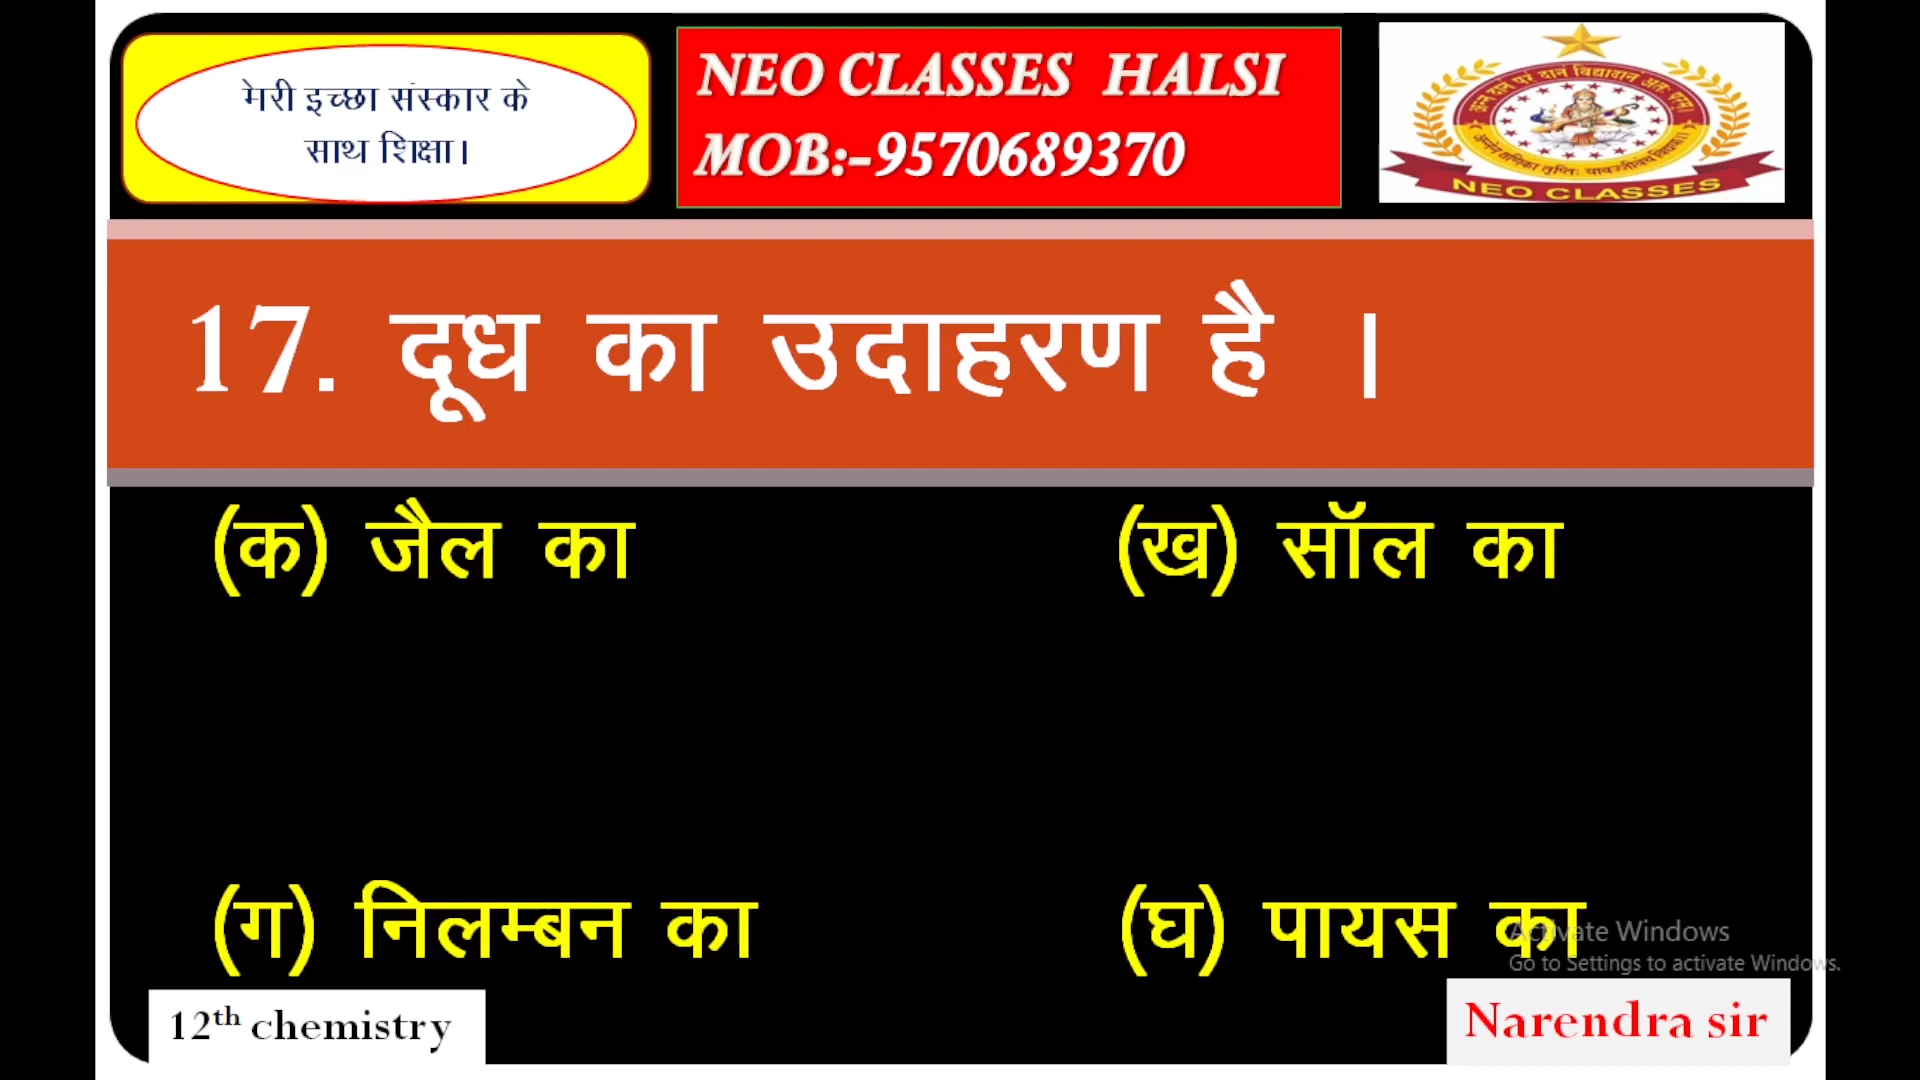 मेरी इच्छा संस्कार के
साथ शिक्षा।
NEO CLASSES HALSI
MOB:-9570689370
NEO CLASSES
17. दूध का उदाहरण है ।
(क) जैल का
(ख) सॉल का
(ग) निलम्बन का
(घ) पायस का
Activate Windows
Go to Settings to activate Windows.
12th chemistry
Narendra sir